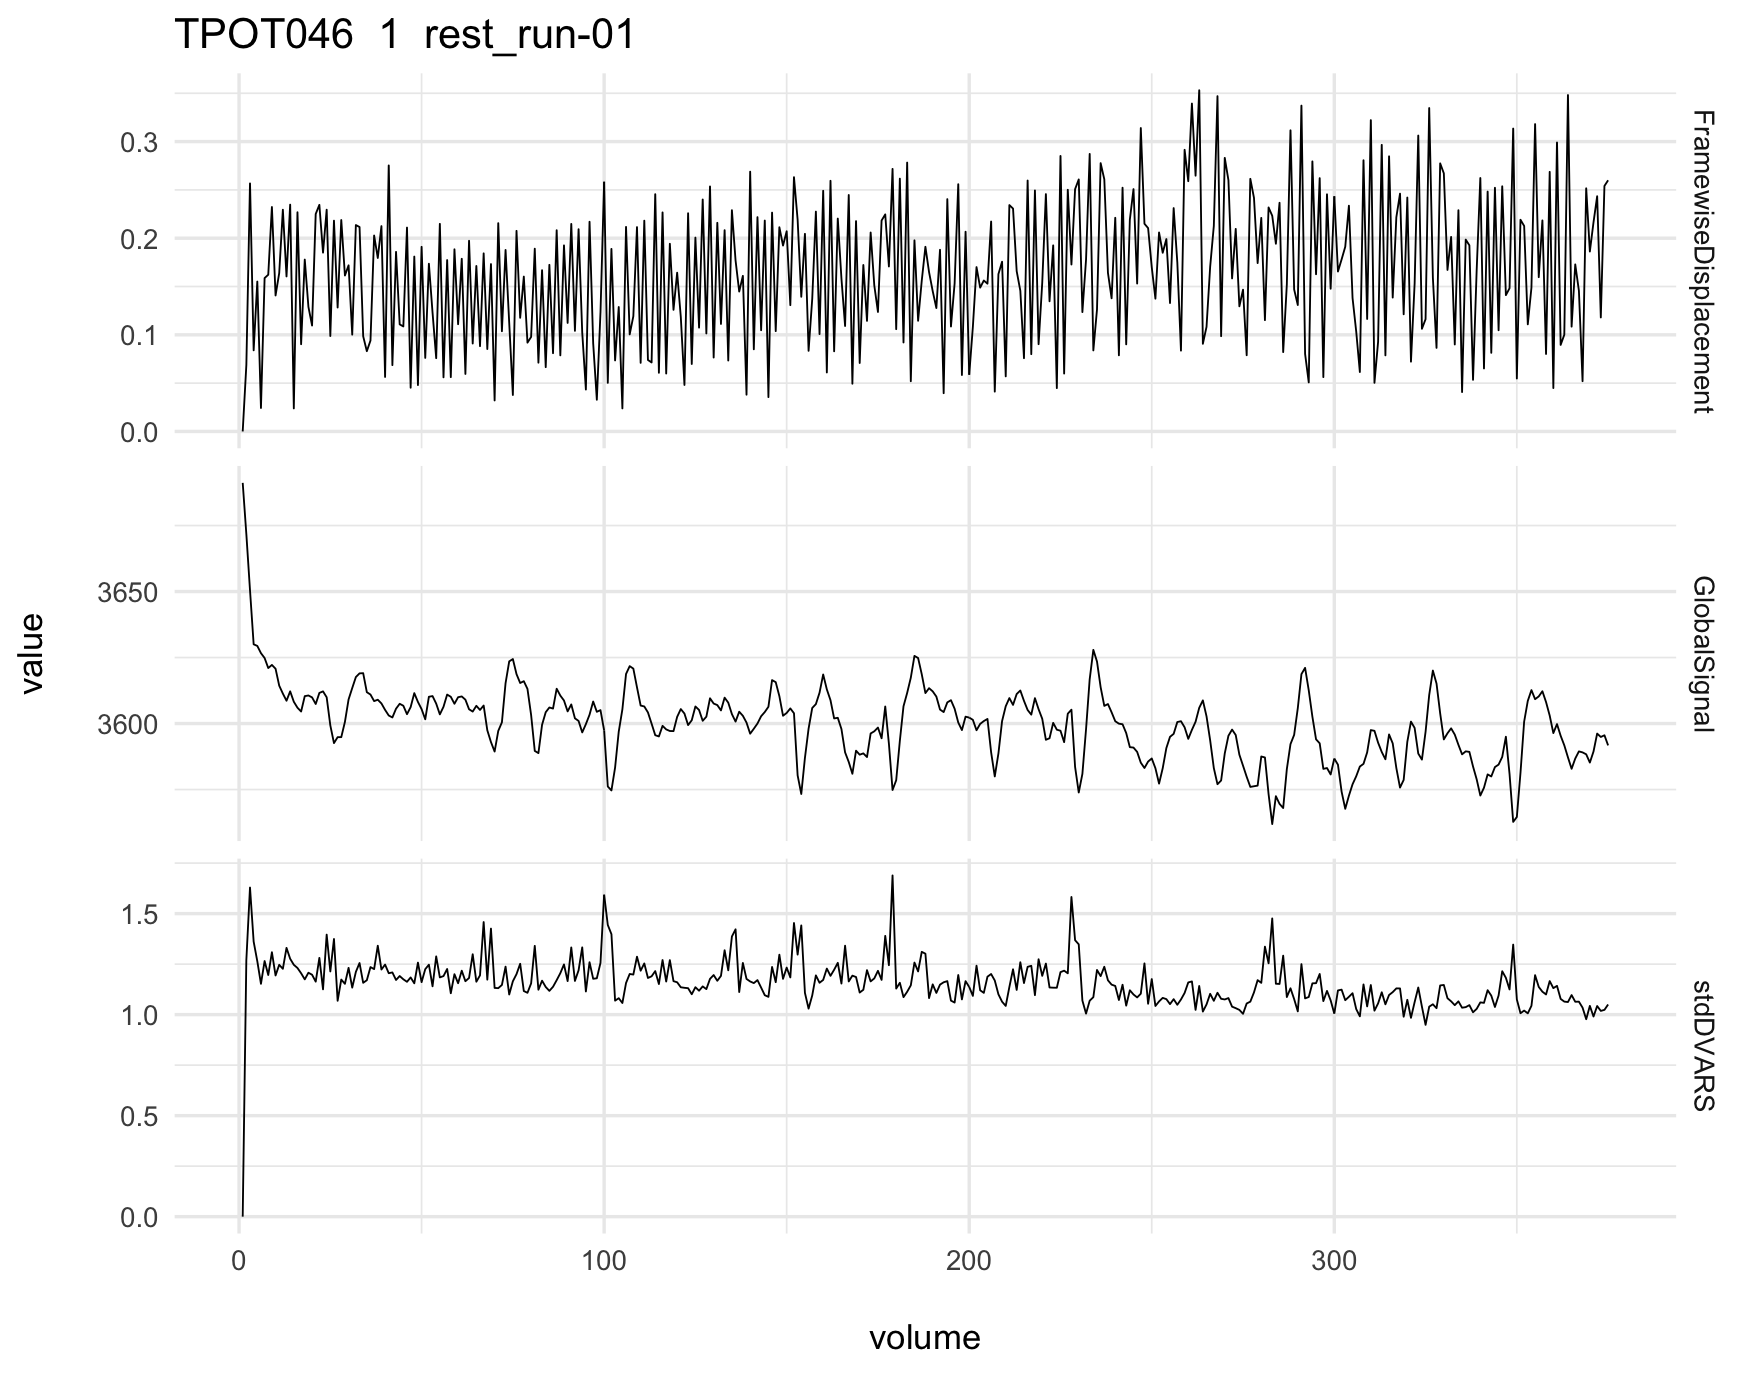 TPOT046 1 rest_run-01
0.3
0.2
0.1
0.0
FramewiseDisplacement
3650
3600
GlobalSignal
value
1.5
1.0
0.5
0.0
stdDVARS
0 100 200 300
volume